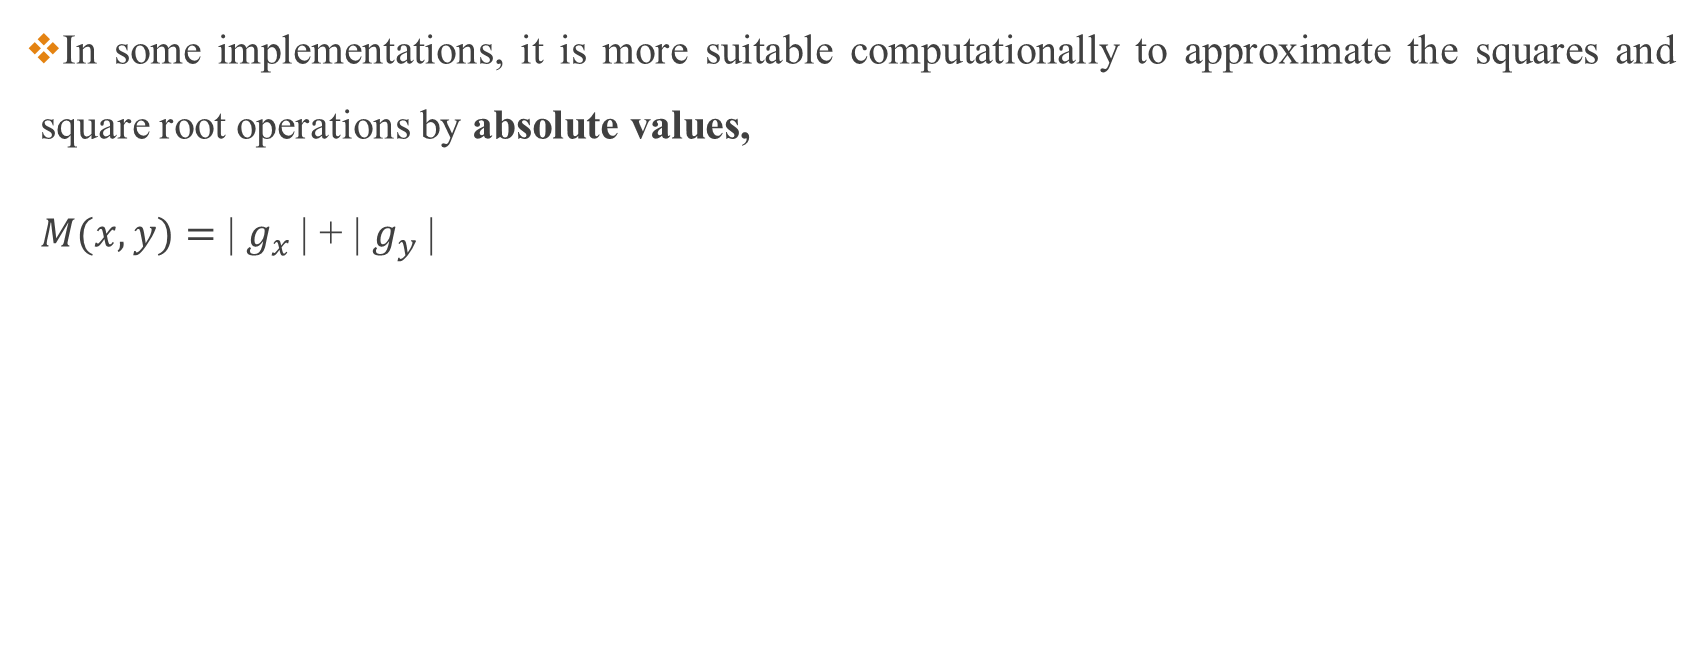 ❖In some implementations, it is more suitable computationally to approximate the squares and
square root operations by absolute values,
M(x, y) = | gₓ | + | g_y |